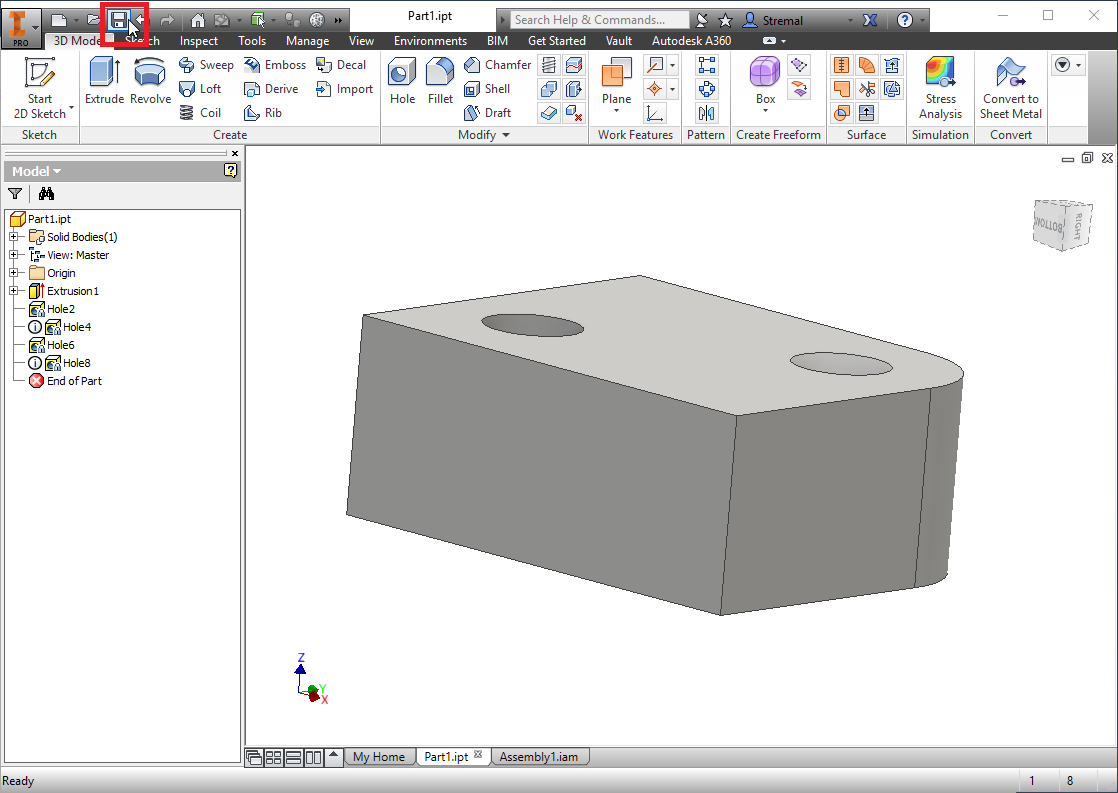 Part1.ipt
Search Help & Commands...
Stremal
PRO
3D Mode
Sketch
Inspect
Tools
Manage
View
Environments
BIM
Get Started
Vault
Autodesk A360
Start
2D Sketch
Extrude
Revolve
Sweep
Loft
Coil
Emboss
Derive
Rib
Decal
Import
Hole
Fillet
Chamfer
Shell
Draft
Plane
Box
Stress
Analysis
Convert to
Sheet Metal
Sketch
Create
Modify
Work Features
Pattern
Create Freeform
Surface
Simulation
Convert
Model
Part1.ipt
Solid Bodies(1)
View: Master
Origin
Extrusion1
Hole2
Hole4
Hole6
Hole8
End of Part
BOTTOM
RIGHT
Z
Y
X
My Home
Part1.ipt
Assembly1.iam
Ready
1
8